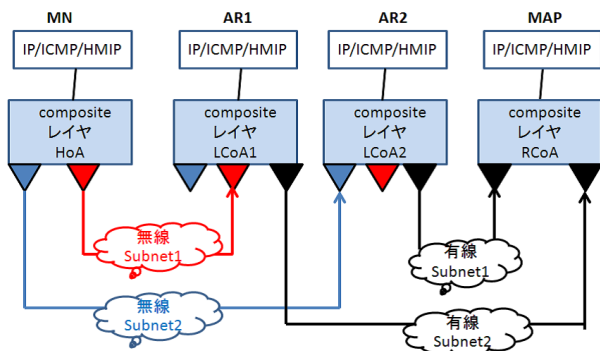 MN
AR1
AR2
MAP
IP/ICMP/HMIP
IP/ICMP/HMIP
IP/ICMP/HMIP
IP/ICMP/HMIP
composite
レイヤ
HoA
composite
レイヤ
LCoA1
composite
レイヤ
LCoA2
composite
レイヤ
RCoA
無線
Subnet1
有線
Subnet1
無線
Subnet2
有線
Subnet2